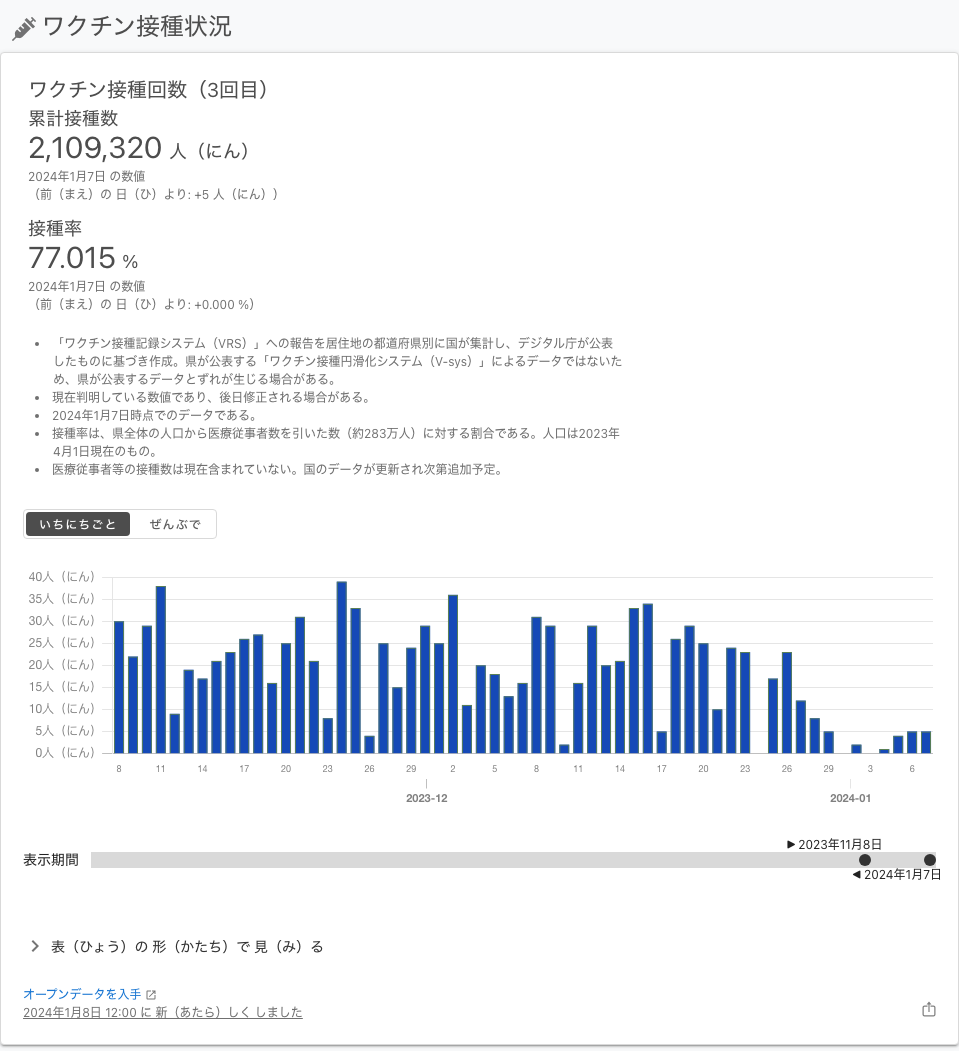 ワクチン接種状況
ワクチン接種回数（3回目）
累計接種数
2,109,320 人（にん）
2024年1月7日 の数値
（前（まえ）の 日（ひ）より: +5 人（にん））
接種率
77.015 %
2024年1月7日 の数値
（前（まえ）の 日（ひ）より: +0.000 %）
• 「ワクチン接種記録システム（VRS）」への報告を居住地の都道府県別に国が集計し、デジタル庁が公表
したものに基づき作成。県が公表する「ワクチン接種円滑化システム（V-sys）」によるデータではないた
め、県が公表するデータとずれが生じる場合がある。
• 現在判明している数値であり、後日修正される場合がある。
• 2024年1月7日時点でのデータである。
• 接種率は、県全体の人口から医療従事者数を引いた数（約283万人）に対する割合である。人口は2023年
4月1日現在のもの。
• 医療従事者等の接種数は現在含まれていない。国のデータが更新され次第追加予定。
いちにちごと ぜんぶで
40人（にん）
35人（にん）
30人（にん）
25人（にん）
20人（にん）
15人（にん）
10人（にん）
5人（にん）
0人（にん）
8 11 14 17 20 23 26 29 2 5 8 11 14 17 20 23 26 29 3 6
2023-12 2024-01
▶ 2023年11月8日
表示期間
◀ 2024年1月7日
表（ひょう）の 形（かたち）で 見（み）る
オープンデータを入手
2024年1月8日 12:00 に 新（あたら）しく しました